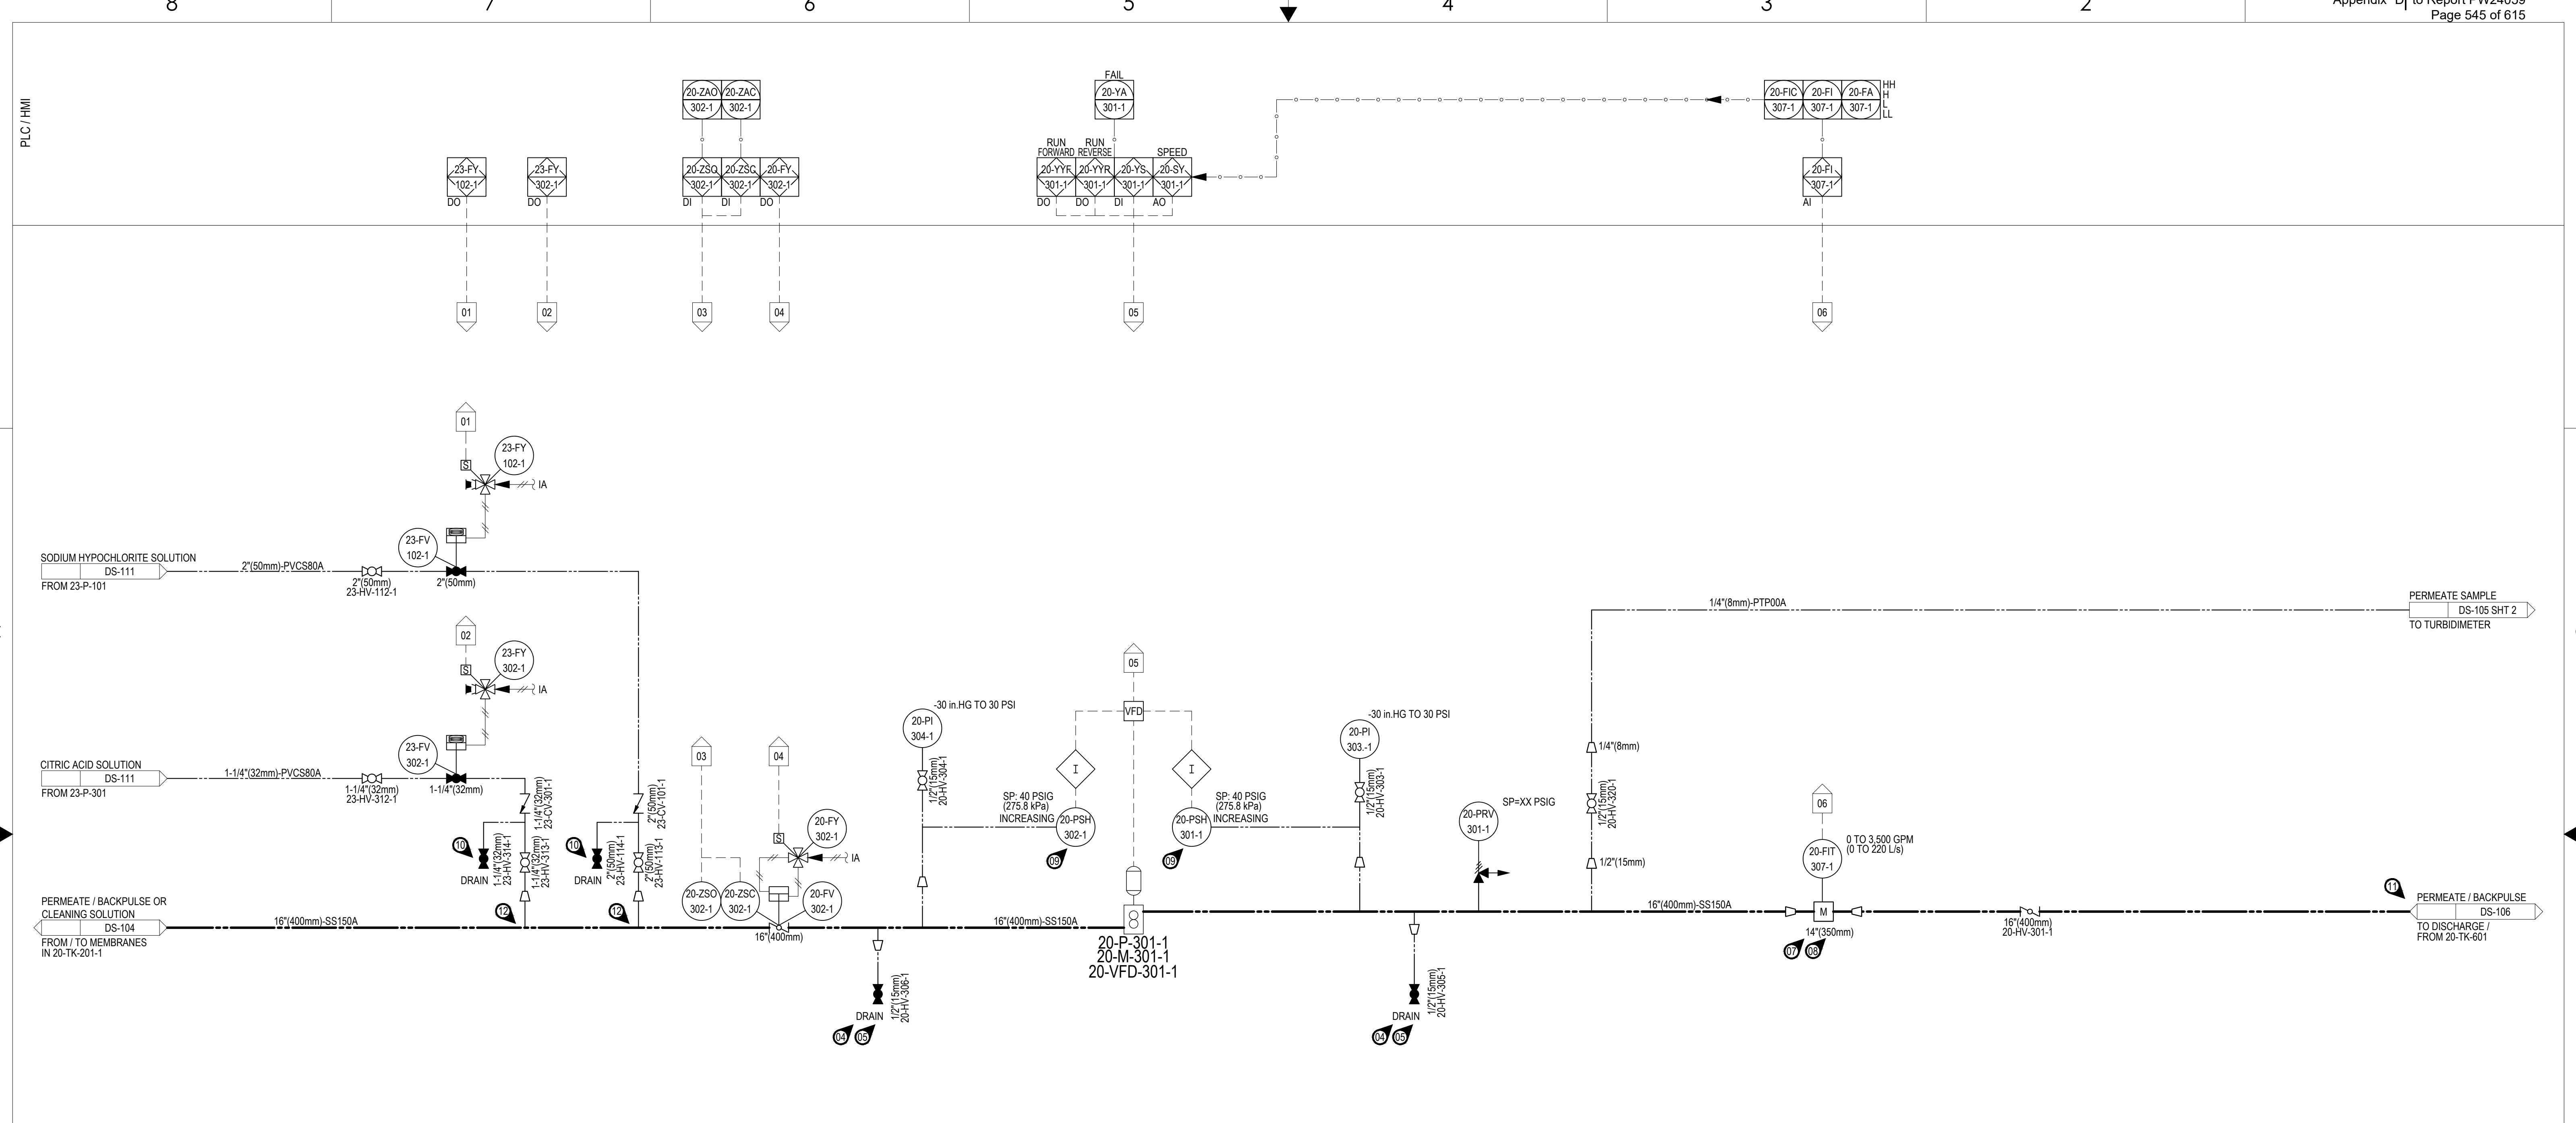 8
7
6
5
4
3
2
Appendix "D" to Report PW24059
Page 545 of 615
PLC / HMI
20-ZAO
302-1
20-ZAC
302-1
FAIL
20-YA
301-1
20-FIC
307-1
20-FI
307-1
20-FA
307-1
HH
H
L
LL
23-FY
102-1
DO
23-FY
302-1
DO
20-ZSO
302-1
DI
20-ZSC
302-1
DI
20-FY
302-1
DO
RUN
FORWARD
20-YYF
301-1
DO
RUN
REVERSE
20-YYR
301-1
DO
20-YS
301-1
DI
SPEED
20-SY
301-1
AO
20-FI
307-1
AI
01
02
03
04
05
06
01
23-FY
102-1
S
IA
23-FV
102-1
SODIUM HYPOCHLORITE SOLUTION
DS-111
FROM 23-P-101
2"(50mm)-PVCS80A
2"(50mm)
23-HV-112-1
2"(50mm)
02
23-FY
302-1
S
IA
23-FV
302-1
CITRIC ACID SOLUTION
DS-111
FROM 23-P-301
1-1/4"(32mm)-PVCS80A
1-1/4"(32mm)
23-HV-312-1
1-1/4"(32mm)
1-1/4"(32mm)
23-CV-301-1
2"(50mm)
23-CV-101-1
10
DRAIN
1-1/4"(32mm)
23-HV-314-1
1-1/4"(32mm)
23-HV-313-1
10
DRAIN
2"(50mm)
23-HV-114-1
2"(50mm)
23-HV-113-1
12
12
PERMEATE / BACKPULSE OR
CLEANING SOLUTION
DS-104
FROM / TO MEMBRANES
IN 20-TK-201-1
16"(400mm)-SS150A
03
04
20-FY
302-1
S
IA
20-ZSO
302-1
20-ZSC
302-1
20-FV
302-1
16"(400mm)
-30 in.HG TO 30 PSI
20-PI
304-1
1/2"(15mm)
20-HV-304-1
1/2"(15mm)
20-HV-306-1
DRAIN
04
05
16"(400mm)-SS150A
05
VFD
I
I
SP: 40 PSIG
(275.8 kPa)
INCREASING
20-PSH
302-1
09
20-PSH
301-1
SP: 40 PSIG
(275.8 kPa)
INCREASING
09
20-P-301-1
20-M-301-1
20-VFD-301-1
-30 in.HG TO 30 PSI
20-PI
303.-1
1/2"(15mm)
20-HV-303-1
1/2"(15mm)
20-HV-305-1
DRAIN
04
05
20-PRV
301-1
SP=XX PSIG
1/4"(8mm)-PTP00A
1/4"(8mm)
1/2"(15mm)
20-HV-320-1
1/2"(15mm)
PERMEATE SAMPLE
DS-105 SHT 2
TO TURBIDIMETER
06
20-FIT
307-1
0 TO 3,500 GPM
(0 TO 220 L/s)
16"(400mm)-SS150A
M
14"(350mm)
07
08
16"(400mm)
20-HV-301-1
11
PERMEATE / BACKPULSE
DS-106
TO DISCHARGE /
FROM 20-TK-601